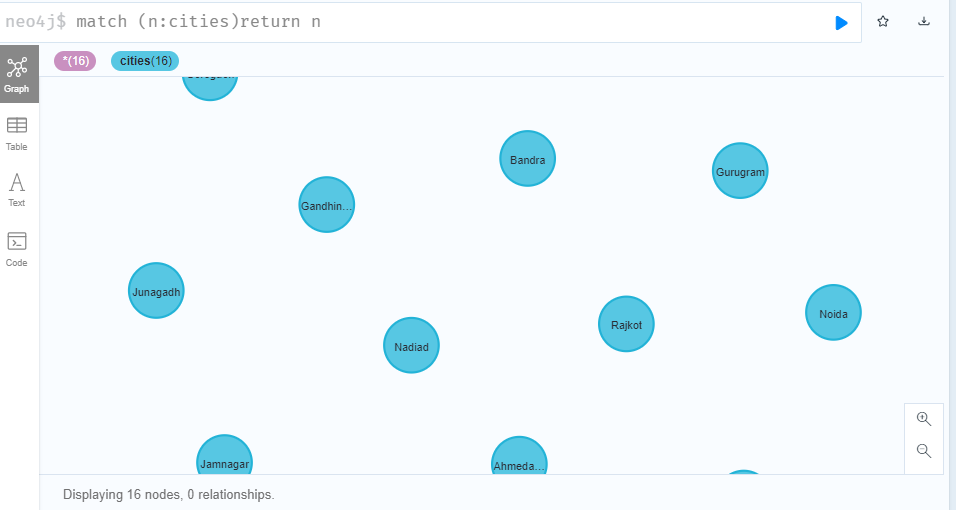 neo4j$ match (n:cities)return n
*(16) cities(16)
Graph
Table
Text
Code
Bandra
Gurugram
Gandhin...
Junagadh
Noida
Rajkot
Nadiad
Jamnagar
Ahmeda...
Displaying 16 nodes, 0 relationships.